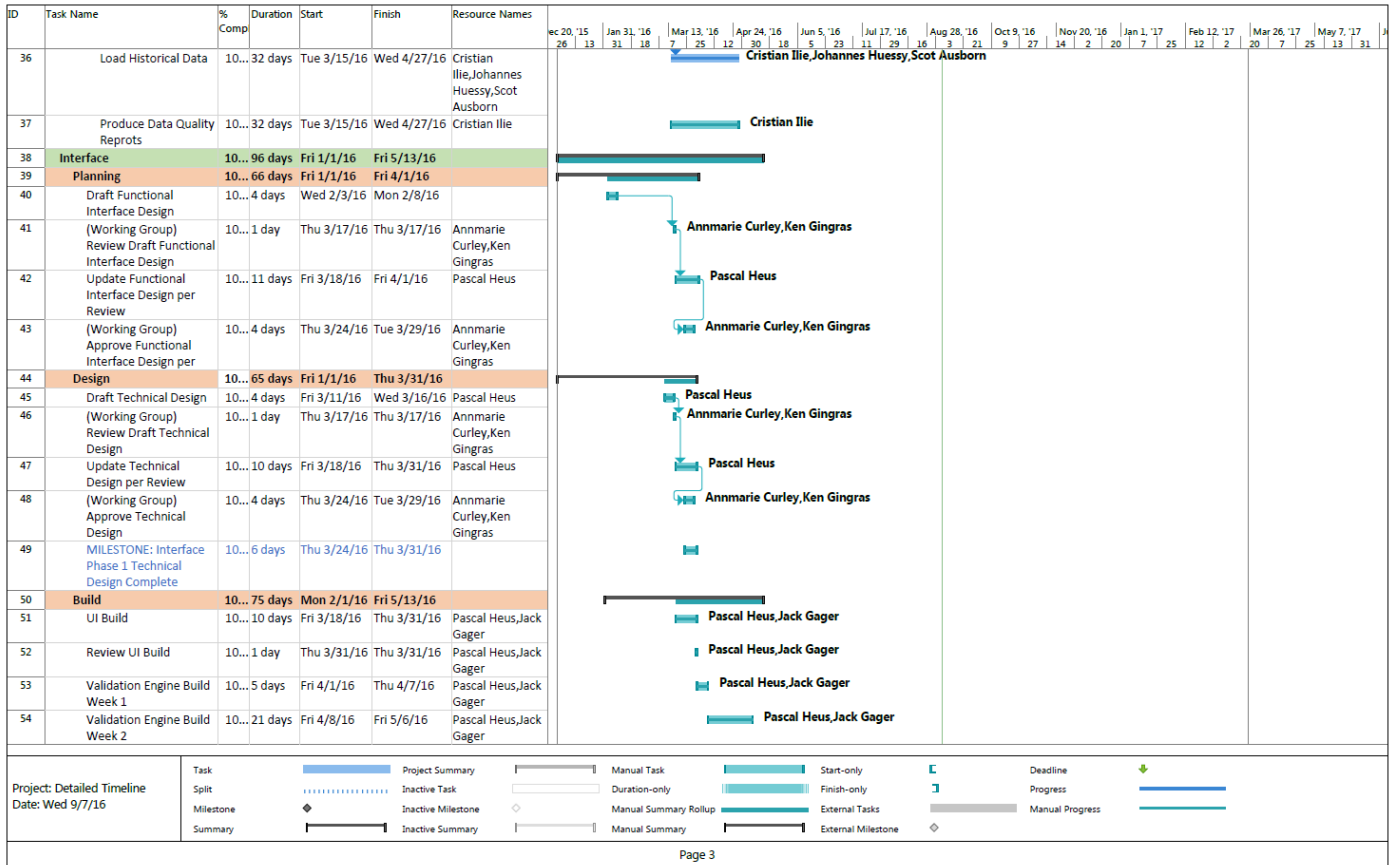 ID Task Name % Compl Duration Start Finish Resource Names
ec 20, '15 Jan 31, '16 Mar 13, '16 Apr 24, '16 Jun 5, '16 Jul 17, '16 Aug 28, '16 Oct 9, '16 Nov 20, '16 Jan 1, '17 Feb 12, '17 Mar 26, '17 May 7, '17
26 13 31 18 7 25 12 30 18 5 23 11 29 16 3 21 9 27 14 2 20 7 25 12 2 20 7 25 13 31
36 Load Historical Data 10... 32 days Tue 3/15/16 Wed 4/27/16 Cristian
Ilie,Johannes
Huessy,Scot
Ausborn
Cristian Ilie,Johannes Huessy,Scot Ausborn
37 Produce Data Quality 10... 32 days Tue 3/15/16 Wed 4/27/16 Cristian Ilie
Reprots
Cristian Ilie
38 Interface 10... 96 days Fri 1/1/16 Fri 5/13/16
39 Planning 10... 66 days Fri 1/1/16 Fri 4/1/16
40 Draft Functional 10... 4 days Wed 2/3/16 Mon 2/8/16
Interface Design
41 (Working Group) 10... 1 day Thu 3/17/16 Thu 3/17/16 Annmarie
Review Draft Functional Curley,Ken
Interface Design Gingras
Annmarie Curley,Ken Gingras
42 Update Functional 10... 11 days Fri 3/18/16 Fri 4/1/16 Pascal Heus
Interface Design per
Review
Pascal Heus
43 (Working Group) 10... 4 days Thu 3/24/16 Tue 3/29/16 Annmarie
Approve Functional Curley,Ken
Interface Design per Gingras
Annmarie Curley,Ken Gingras
44 Design 10... 65 days Fri 1/1/16 Thu 3/31/16
45 Draft Technical Design 10... 4 days Fri 3/11/16 Wed 3/16/16 Pascal Heus
Pascal Heus
46 (Working Group) 10... 1 day Thu 3/17/16 Thu 3/17/16 Annmarie
Review Draft Technical Curley,Ken
Design Gingras
Annmarie Curley,Ken Gingras
47 Update Technical 10... 10 days Fri 3/18/16 Thu 3/31/16 Pascal Heus
Design per Review
Pascal Heus
48 (Working Group) 10... 4 days Thu 3/24/16 Tue 3/29/16 Annmarie
Approve Technical Curley,Ken
Design Gingras
Annmarie Curley,Ken Gingras
49 MILESTONE: Interface 10... 6 days Thu 3/24/16 Thu 3/31/16
Phase 1 Technical
Design Complete
50 Build 10... 75 days Mon 2/1/16 Fri 5/13/16
51 UI Build 10... 10 days Fri 3/18/16 Thu 3/31/16 Pascal Heus,Jack
Gager
Pascal Heus,Jack Gager
52 Review UI Build 10... 1 day Thu 3/31/16 Thu 3/31/16 Pascal Heus,Jack
Gager
Pascal Heus,Jack Gager
53 Validation Engine Build 10... 5 days Fri 4/1/16 Thu 4/7/16 Pascal Heus,Jack
Week 1 Gager
Pascal Heus,Jack Gager
54 Validation Engine Build 10... 21 days Fri 4/8/16 Fri 5/6/16 Pascal Heus,Jack
Week 2 Gager
Pascal Heus,Jack Gager
Project: Detailed Timeline
Date: Wed 9/7/16
Task Project Summary Manual Task Start-only Deadline
Split Inactive Task Duration-only Finish-only Progress
Milestone Inactive Milestone Manual Summary Rollup External Tasks Manual Progress
Summary Inactive Summary Manual Summary External Milestone
Page 3